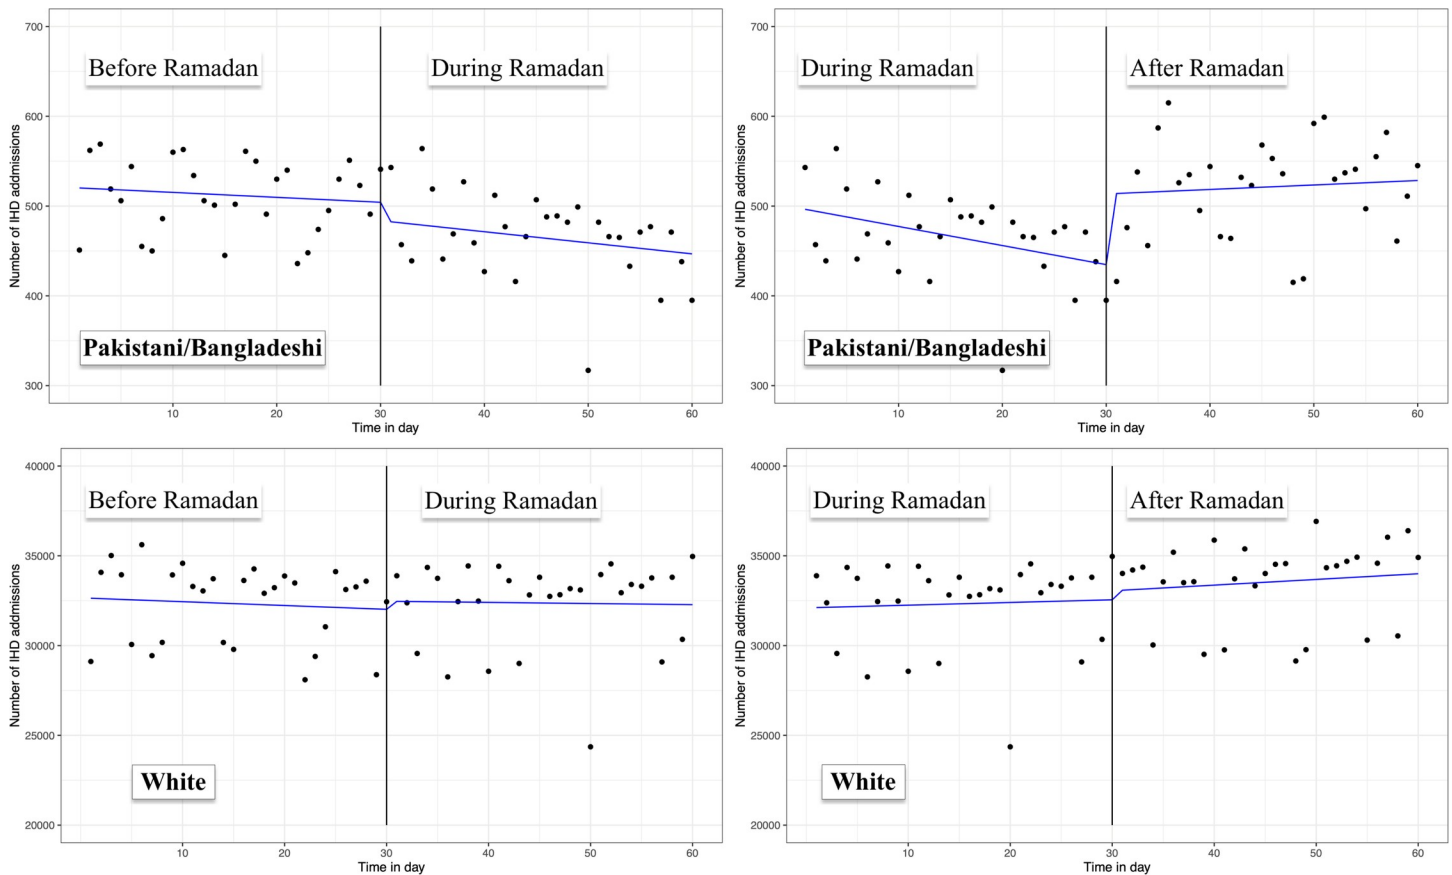 700
600
500
400
300
Number of IHD addmissions
Before Ramadan
During Ramadan
Pakistani/Bangladeshi
10
20
30
40
50
60
Time in day
700
600
500
400
300
Number of IHD addmissions
During Ramadan
After Ramadan
Pakistani/Bangladeshi
10
20
30
40
50
60
Time in day
40000
35000
30000
25000
20000
Number of IHD addmissions
Before Ramadan
During Ramadan
White
10
20
30
40
50
60
Time in day
40000
35000
30000
25000
20000
Number of IHD addmissions
During Ramadan
After Ramadan
White
10
20
30
40
50
60
Time in day